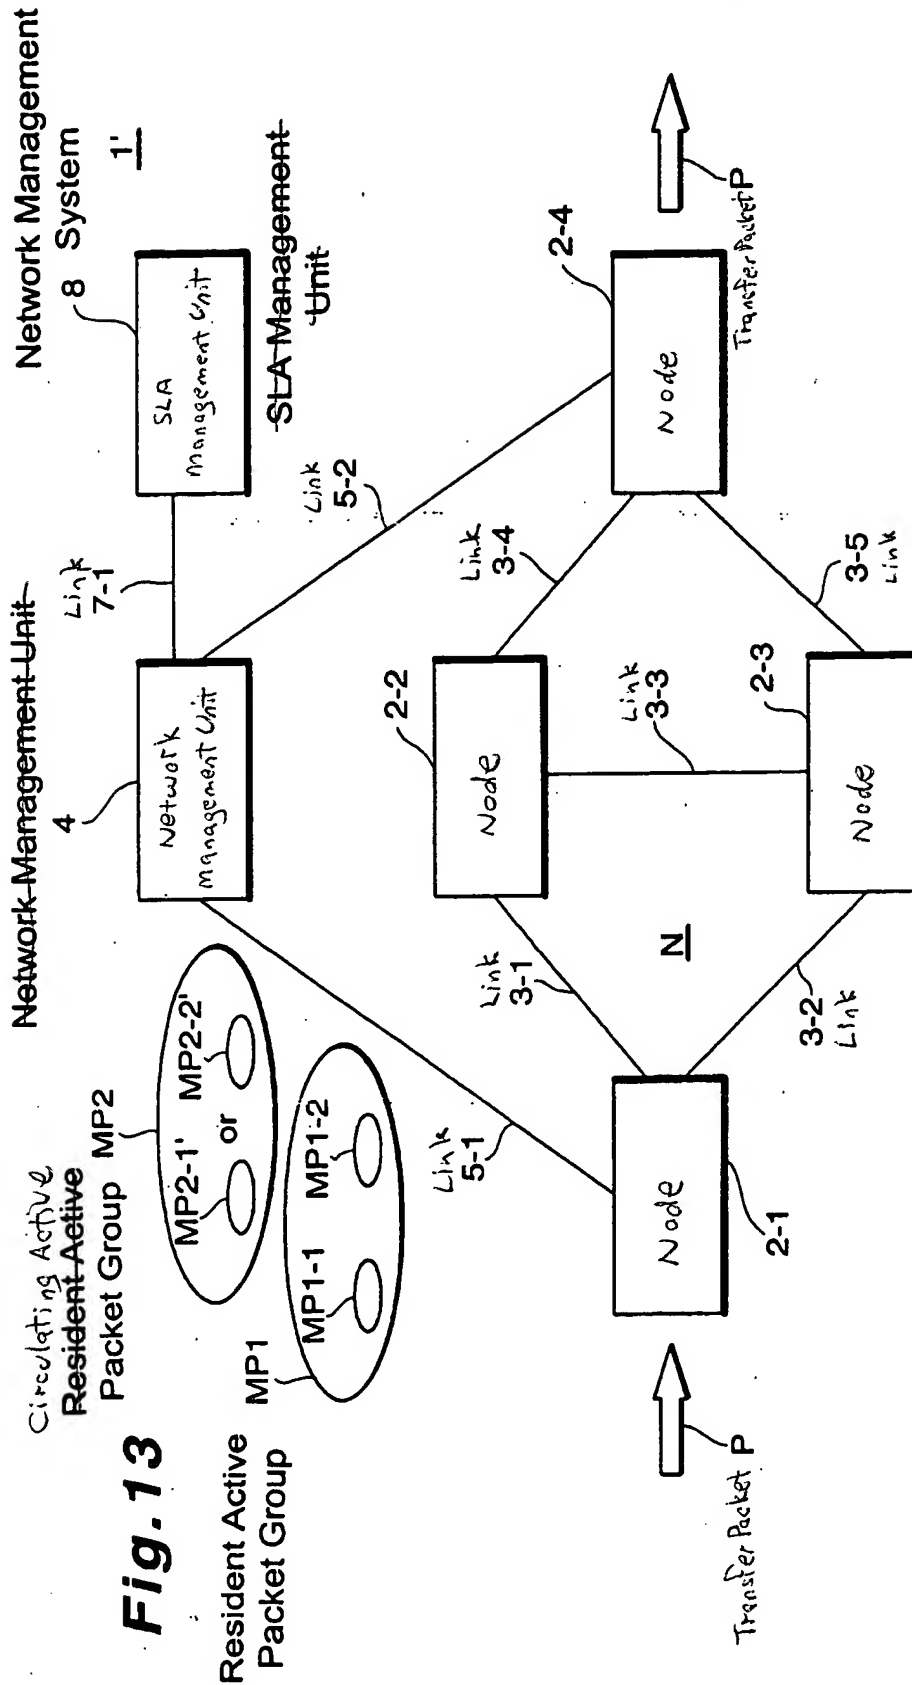 Fig.13
Network Management
System
1'
Network Management Unit
4
Network
Management Unit
Link
7-1
8
SLA
Management Unit
SLA Management
Unit
Circulating Active
Resident Active
Packet Group
MP2
MP2-1'
or
MP2-2'
Resident Active
Packet Group
MP1
MP1-1
MP1-2
Link
5-1
Link
5-2
2-2
Node
Link
3-4
2-4
Node
Link
3-1
Link
3-3
N
2-3
Node
3-5
Link
3-2
Link
Node
2-1
P
Transfer Packet
P
Transfer Packet